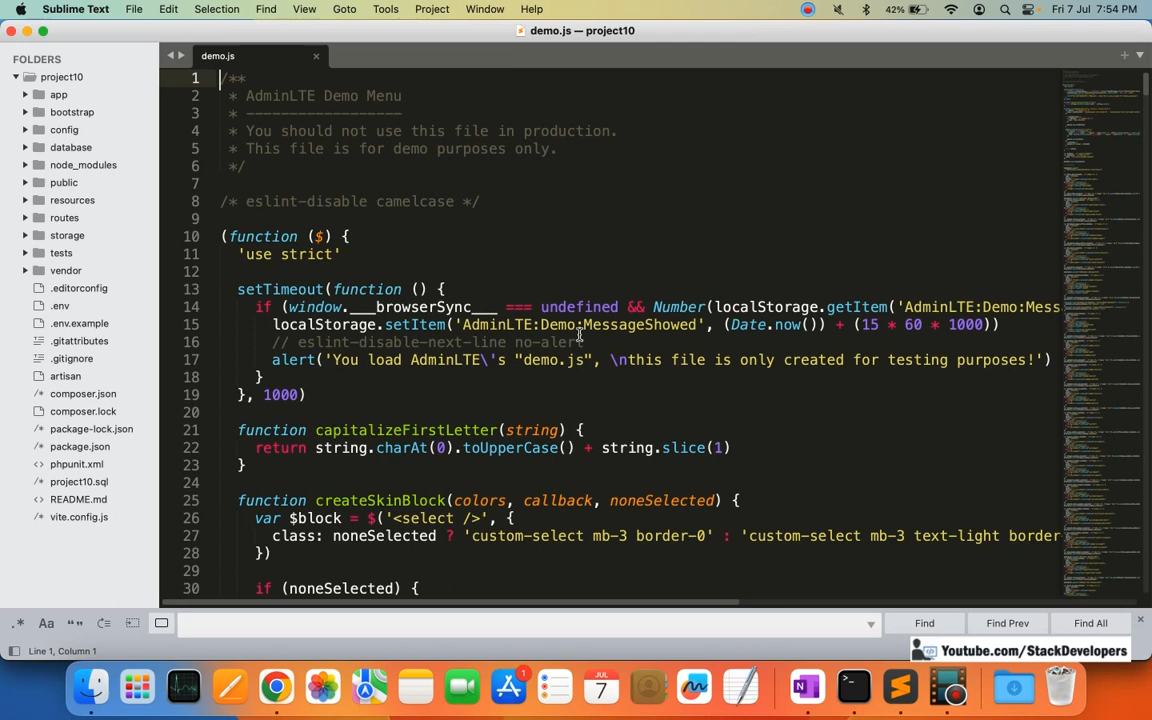 Sublime Text File Edit Selection Find View Goto Tools Project Window Help 42% Fri 7 Jul 7:54 PM
demo.js — project10
FOLDERS
project10
app
bootstrap
config
database
node_modules
public
resources
routes
storage
tests
vendor
.editorconfig
.env
.env.example
.gitattributes
.gitignore
artisan
/* composer.json
composer.lock
/* package-lock.json
/* package.json
<> phpunit.xml
/* project10.sql
<> README.md
/* vite.config.js
demo.js
1 /**
2 * AdminLTE Demo Menu
3 * ------------------
4 * You should not use this file in production.
5 * This file is for demo purposes only.
6 */
7
8 /* eslint-disable camelcase */
9
10 (function ($) {
11 'use strict'
12
13 setTimeout(function () {
14 if (window.___browserSync___ === undefined && Number(localStorage.getItem('AdminLTE:Demo:Mess
15 localStorage.setItem('AdminLTE:Demo:MessageShowed', (Date.now()) + (15 * 60 * 1000))
16 // eslint-disable-next-line no-alert
17 alert('You load AdminLTE\'s "demo.js", \nthis file is only created for testing purposes!')
18 }
19 }, 1000)
20
21 function capitalizeFirstLetter(string) {
22 return string.charAt(0).toUpperCase() + string.slice(1)
23 }
24
25 function createSkinBlock(colors, callback, noneSelected) {
26 var $block = $('<select />', {
27 class: noneSelected ? 'custom-select mb-3 border-0' : 'custom-select mb-3 text-light border-
28 })
29
30 if (noneSelected) {
.* Aa “” Find Find Prev Find All
Line 1, Column 1
Youtube.com/StackDevelopers
JUL
7
1